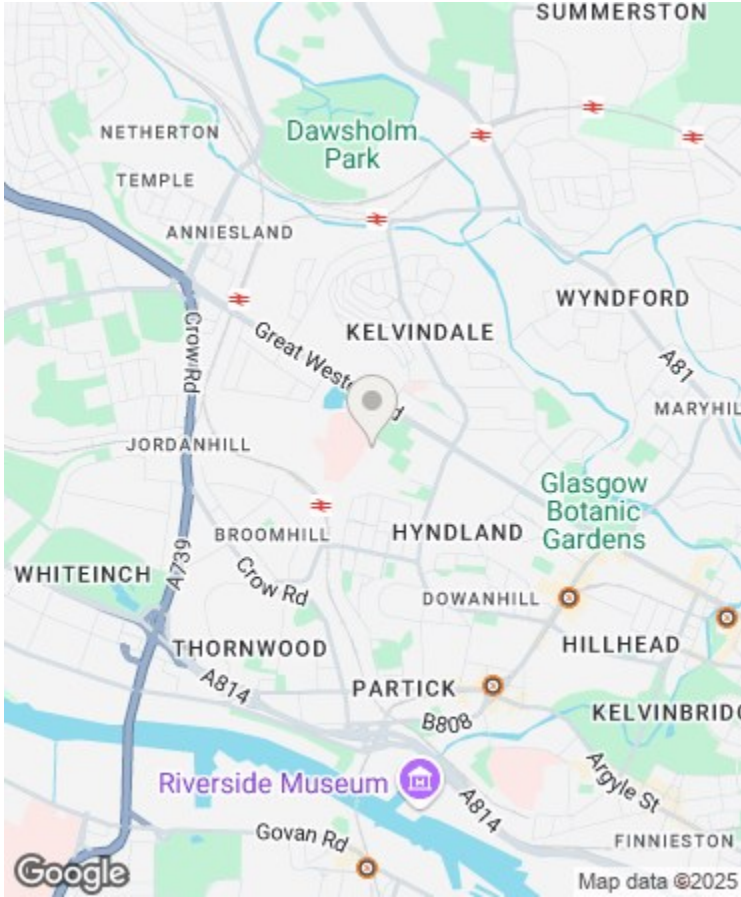 SUMMERSTON
NETHERTON
Dawsholm
Park
TEMPLE
ANNIESLAND
WYNDFORD
Crow Rd
Great Western Rd
KELVINDALE
A81
MARYHIL
JORDANHILL
Glasgow
Botanic
Gardens
BROOMHILL
HYNDLAND
A739
WHITEINCH
Crow Rd
DOWANHILL
THORNWOOD
HILLHEAD
A814
PARTICK
KELVINBRIDG
B808
Riverside Museum
Argyle St
A814
Govan Rd
FINNIESTON
Google
Map data ©2025